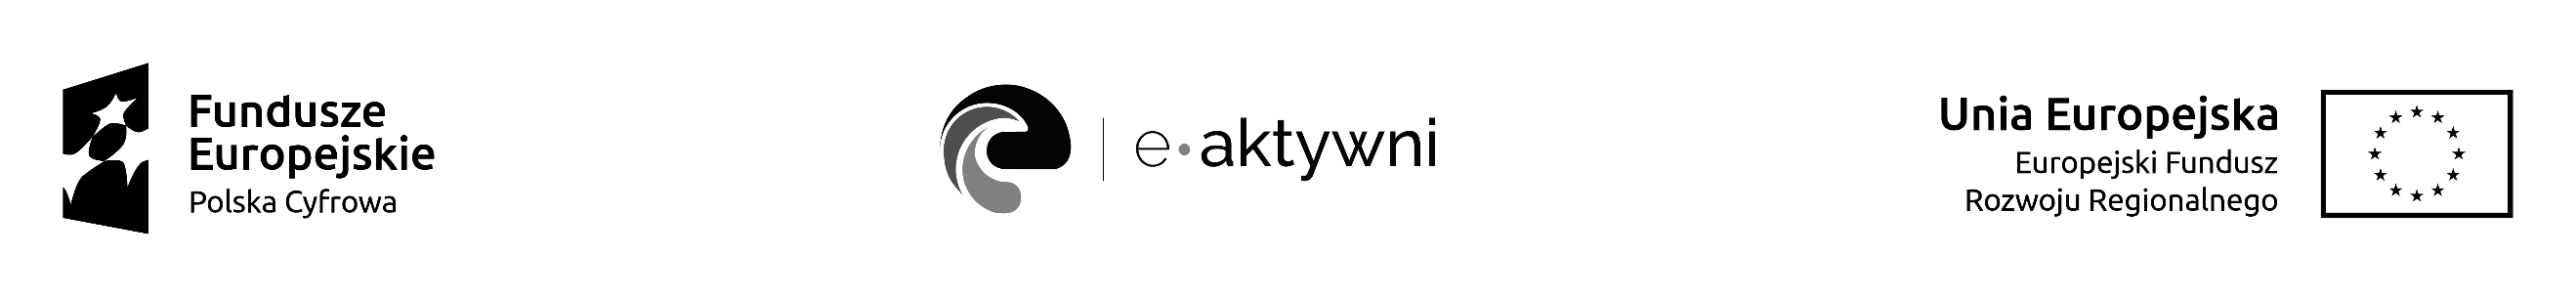 Fundusze
Europejskie
Polska Cyfrowa
e·aktywni
Unia Europejska
Europejski Fundusz
Rozwoju Regionalnego